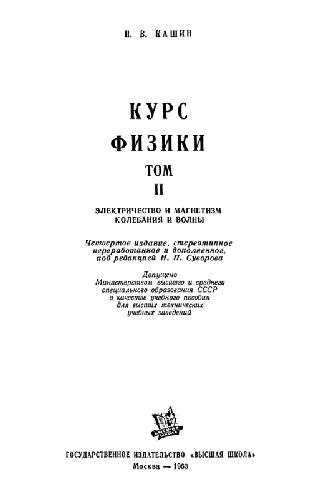 Н. В. КАШИН
КУРС
ФИЗИКИ
ТОМ
II
ЭЛЕКТРИЧЕСТВО И МАГНЕТИЗМ
КОЛЕБАНИЯ И ВОЛНЫ
Четвертое издание, стереотипное
переработанное и дополненное,
под редакцией Н. П. Суворова
Допущено
Министерством высшего и среднего
специального образования СССР
в качестве учебного пособия
для высших технических
учебных заведений
ГОСУДАРСТВЕННОЕ ИЗДАТЕЛЬСТВО «ВЫСШАЯ ШКОЛА»
Москва — 1963